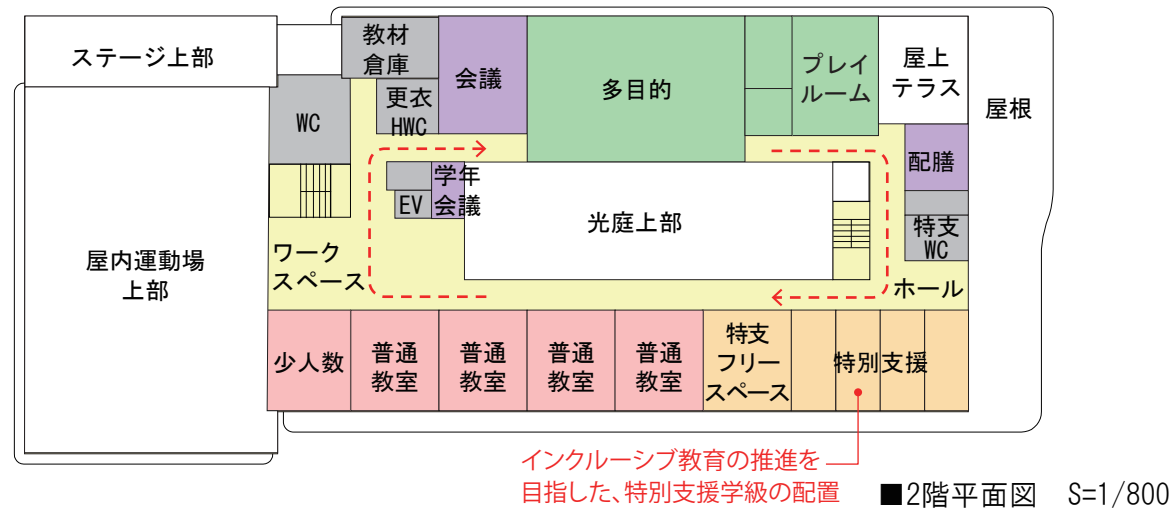 ステージ上部
教材
倉庫
会議
多目的
プレイ
ルーム
屋上
テラス
屋根
WC
更衣
HWC
配膳
学年
会議
EV
光庭上部
特支
WC
屋内運動場
上部
ワーク
スペース
ホール
少人数
普通
教室
普通
教室
普通
教室
普通
教室
特支
フリー
スペース
特別支援
インクルーシブ教育の推進を
目指した、特別支援学級の配置
■2階平面図 S=1/800